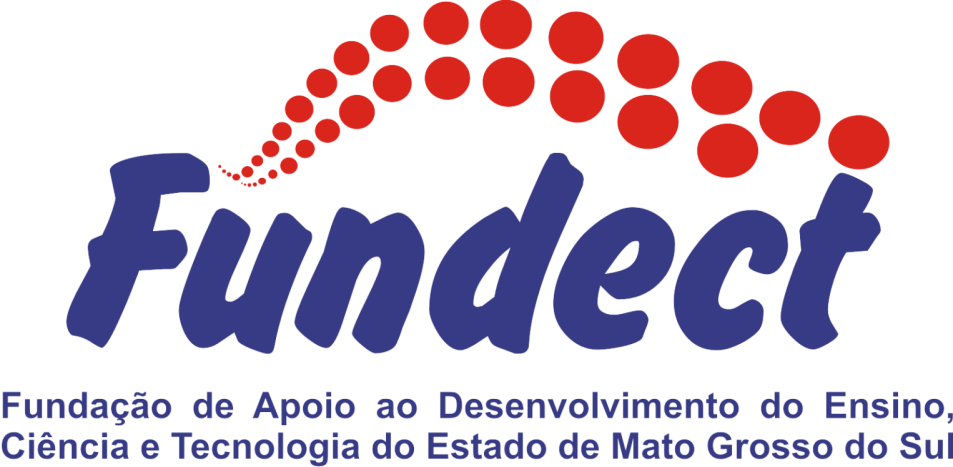 Fundect
Fundação de Apoio ao Desenvolvimento do Ensino,
Ciência e Tecnologia do Estado de Mato Grosso do Sul